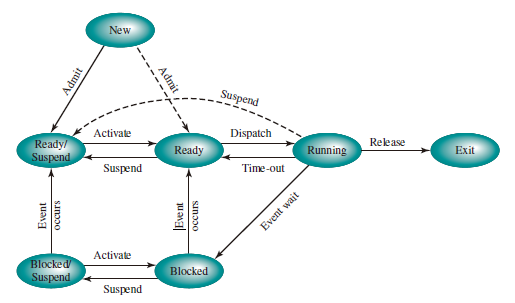 New
Admit
Admit
Suspend
Ready/
Suspend
Activate
Suspend
Ready
Dispatch
Time-out
Running
Release
Exit
Event
occurs
Event
occurs
Event wait
Blocked/
Suspend
Activate
Suspend
Blocked